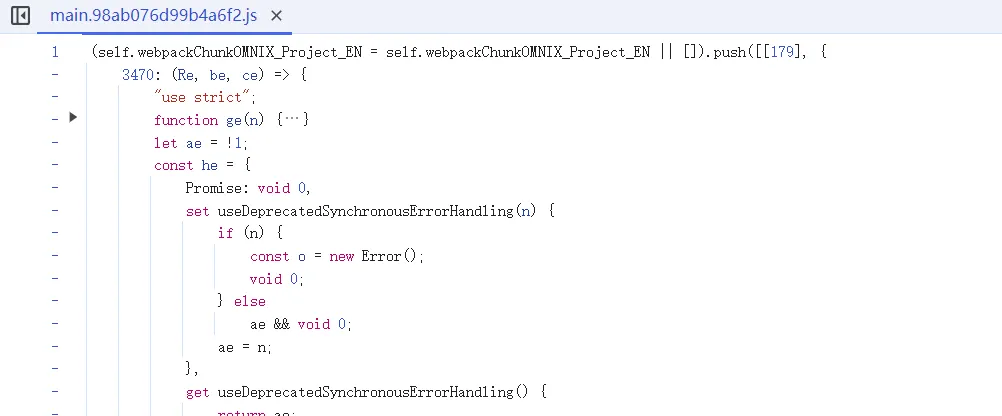 main.98ab076d99b4a6f2.js ×
1 (self.webpackChunkOMNIX_Project_EN = self.webpackChunkOMNIX_Project_EN || []).push([[179], {
- 3470: (Re, be, ce) => {
- "use strict";
- function ge(n) {…}
- let ae = !1;
- const he = {
- Promise: void 0,
- set useDeprecatedSynchronousErrorHandling(n) {
- if (n) {
- const o = new Error();
- void 0;
- } else
- ae && void 0;
- ae = n;
- },
- get useDeprecatedSynchronousErrorHandling() {
- return ae;